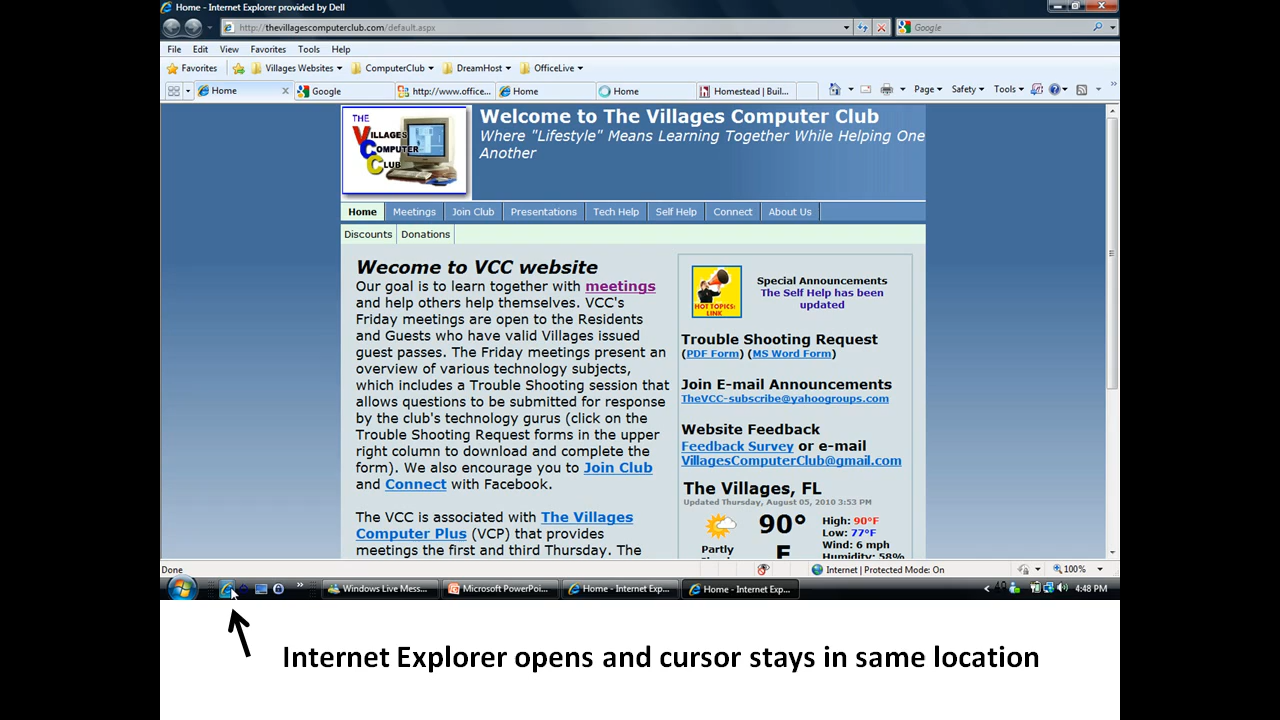 Home - Internet Explorer provided by Dell
http://thevillagescomputerclub.com/default.aspx
Google
File Edit View Favorites Tools Help
Favorites Villages Websites ComputerClub DreamHost OfficeLive
Home Google http://www.office... Home Home Homestead | Buil... Page Safety Tools
THE
VILLAGES
COMPUTER
CLUB
Welcome to The Villages Computer Club
Where "Lifestyle" Means Learning Together While Helping One
Another
Home Meetings Join Club Presentations Tech Help Self Help Connect About Us
Discounts Donations
Wecome to VCC website
Our goal is to learn together with meetings
and help others help themselves. VCC's
Friday meetings are open to the Residents
and Guests who have valid Villages issued
guest passes. The Friday meetings present an
overview of various technology subjects,
which includes a Trouble Shooting session that
allows questions to be submitted for response
by the club's technology gurus (click on the
Trouble Shooting Request forms in the upper
right column to download and complete the
form). We also encourage you to Join Club
and Connect with Facebook.
The VCC is associated with The Villages
Computer Plus (VCP) that provides
meetings the first and third Thursday. The
HOT TOPICS:
LINK
Special Announcements
The Self Help has been
updated
Trouble Shooting Request
(PDF Form) (MS Word Form)
Join E-mail Announcements
TheVCC-subscribe@yahoogroups.com
Website Feedback
Feedback Survey or e-mail
VillagesComputerClub@gmail.com
The Villages, FL
Updated Thursday, August 05, 2010 3:53 PM
90°
F
Partly
High: 90°F
Low: 77°F
Wind: 6 mph
Humidity: 58%
Done Internet | Protected Mode: On 100%
Windows Live Mess... Microsoft PowerPoi... Home - Internet Exp... Home - Internet Exp... 4:48 PM
Internet Explorer opens and cursor stays in same location